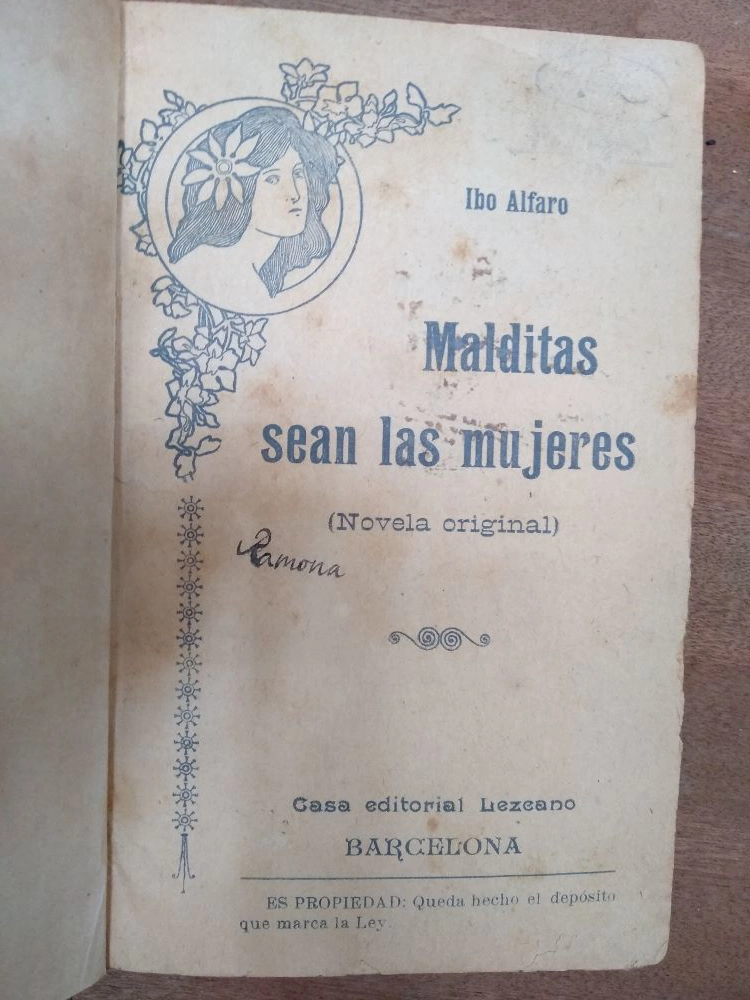 Ibo Alfaro
Malditas
sean las mujeres
(Novela original)
Ramona
Casa editorial Lezcano
BARCELONA
ES PROPIEDAD: Queda hecho el depósito
que marca la Ley.